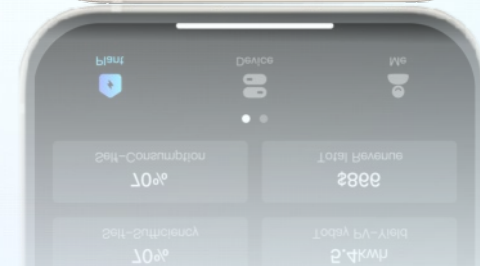 Plant Device Me
Self-Consumption Total Revenue
70% $866
Self-Sufficiency Today PV-Yield
70% 5.4kwh